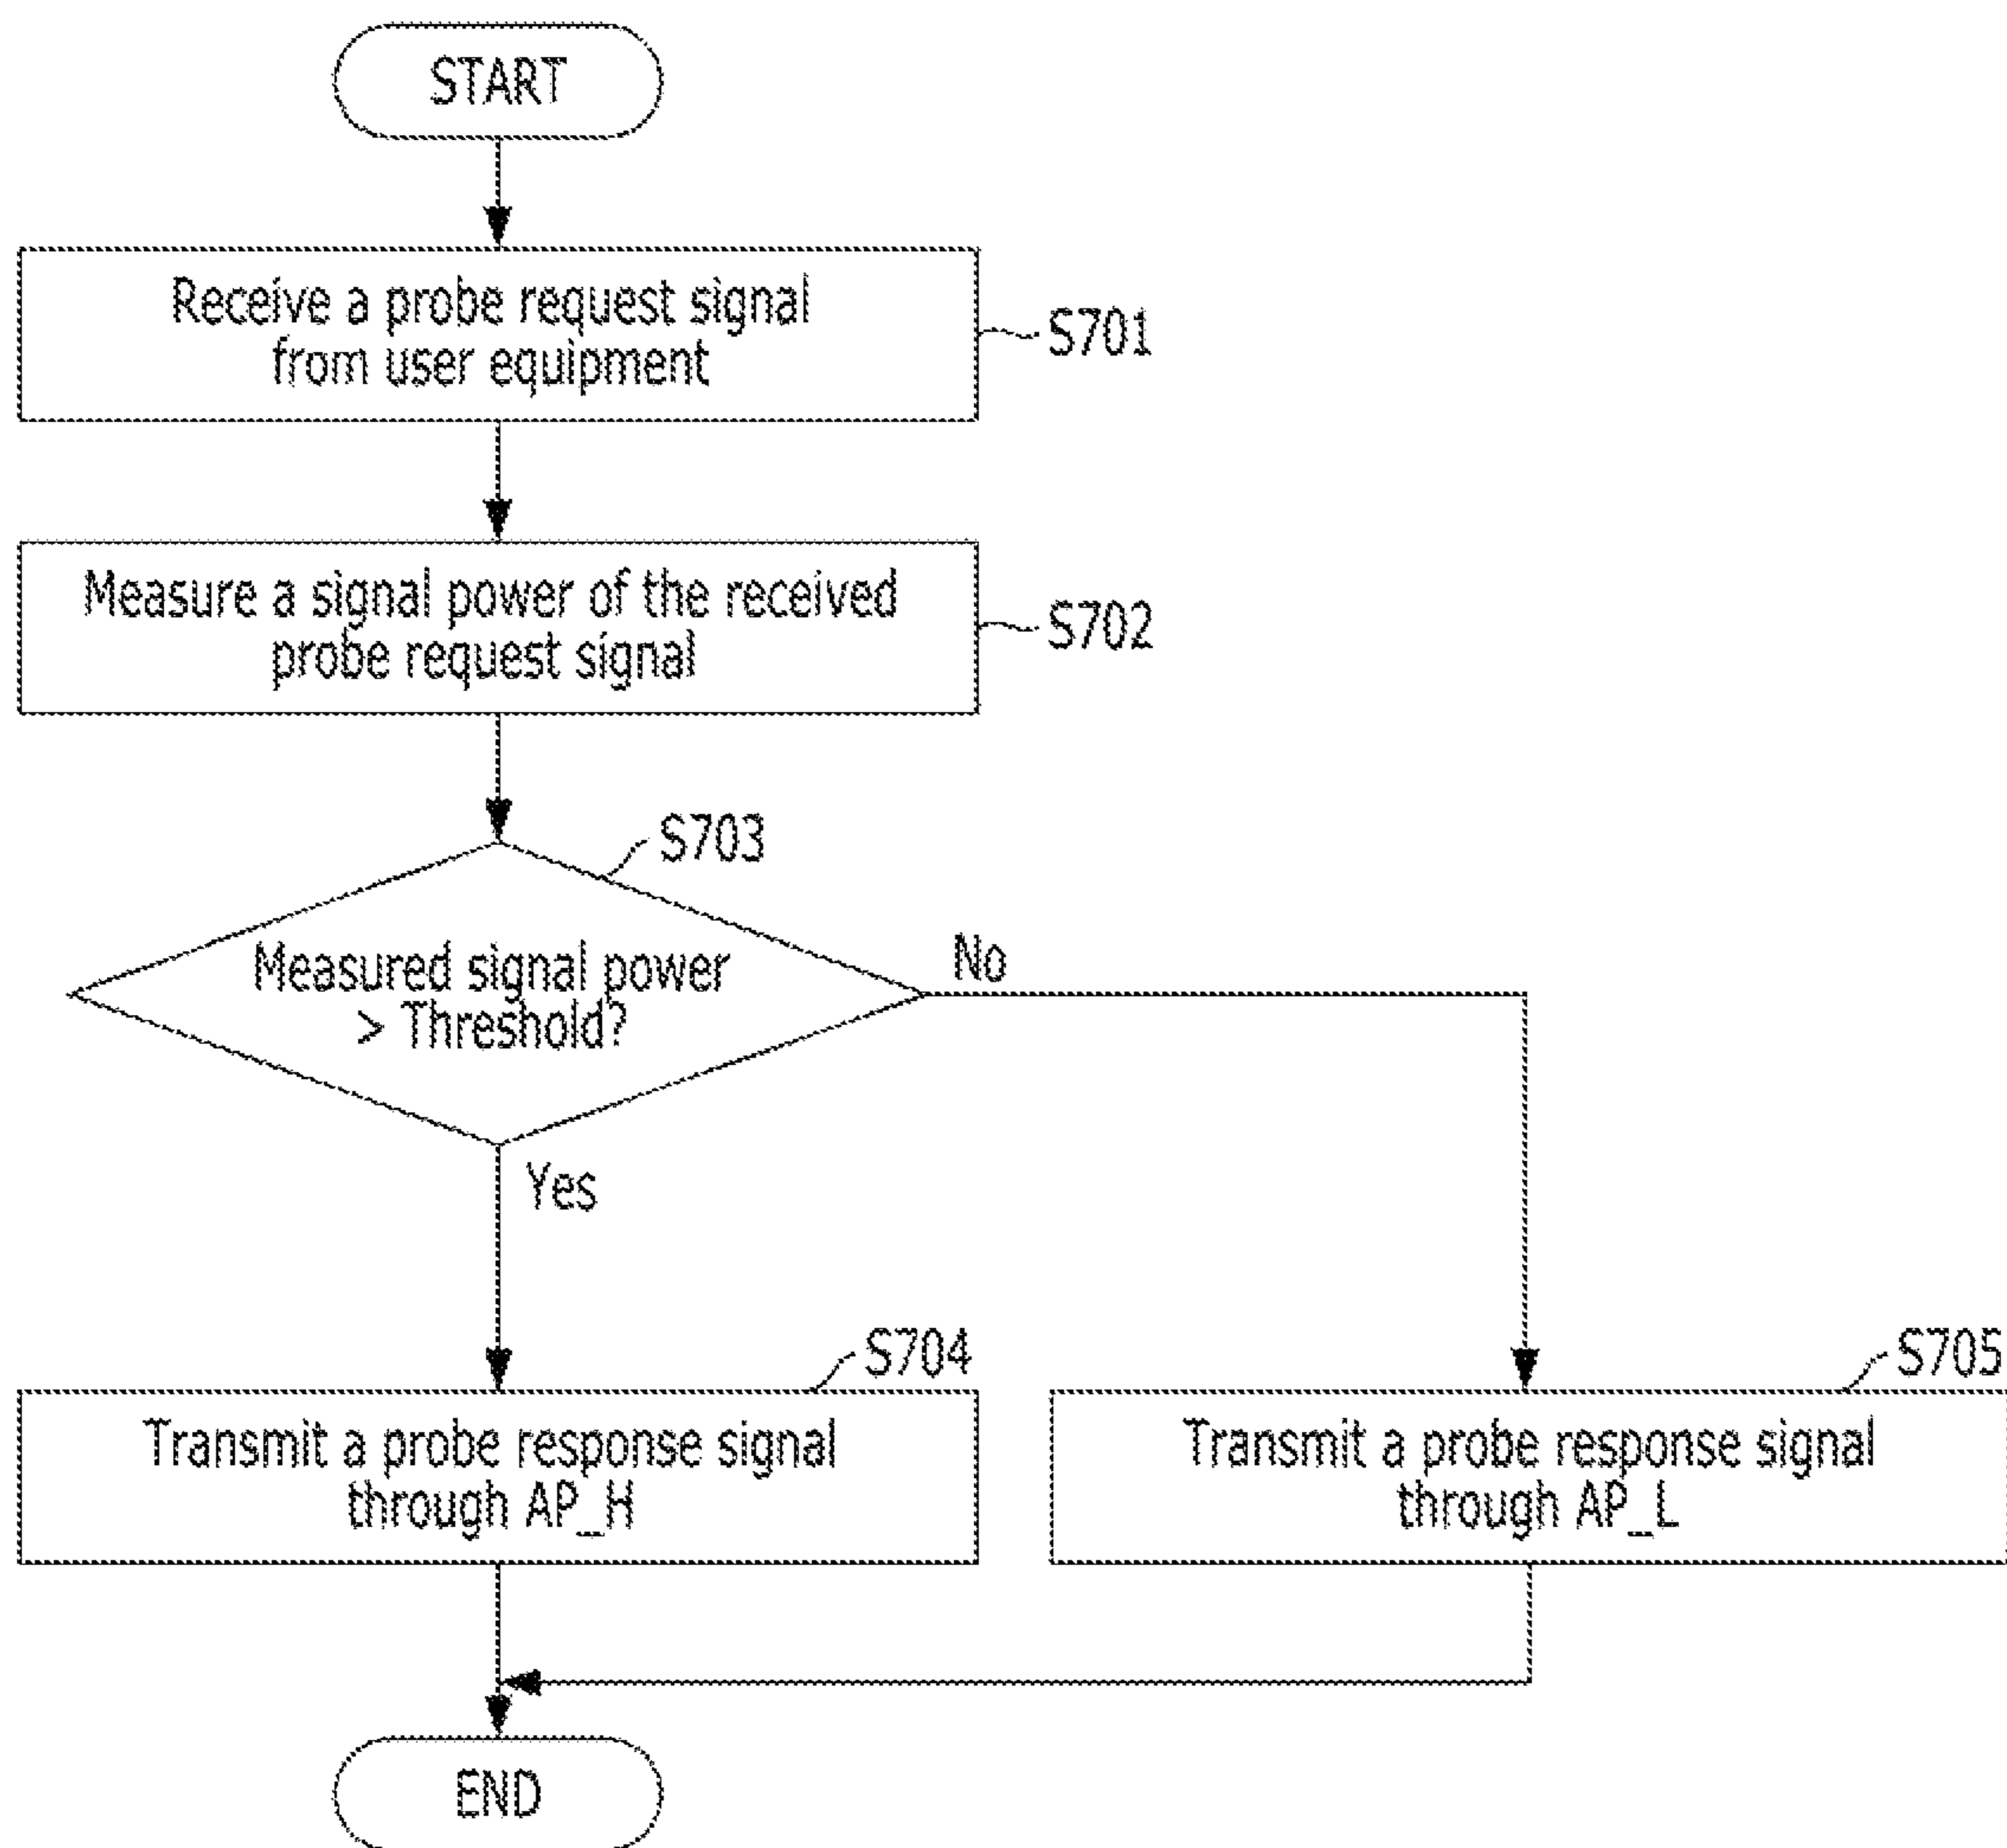 START
Receive a probe request signal
from user equipment
S701
Measure a signal power of the received
probe request signal
S702
S703
Measured signal power
> Threshold?
No
Yes
S704
Transmit a probe response signal
through AP_H
S705
Transmit a probe response signal
through AP_L
END